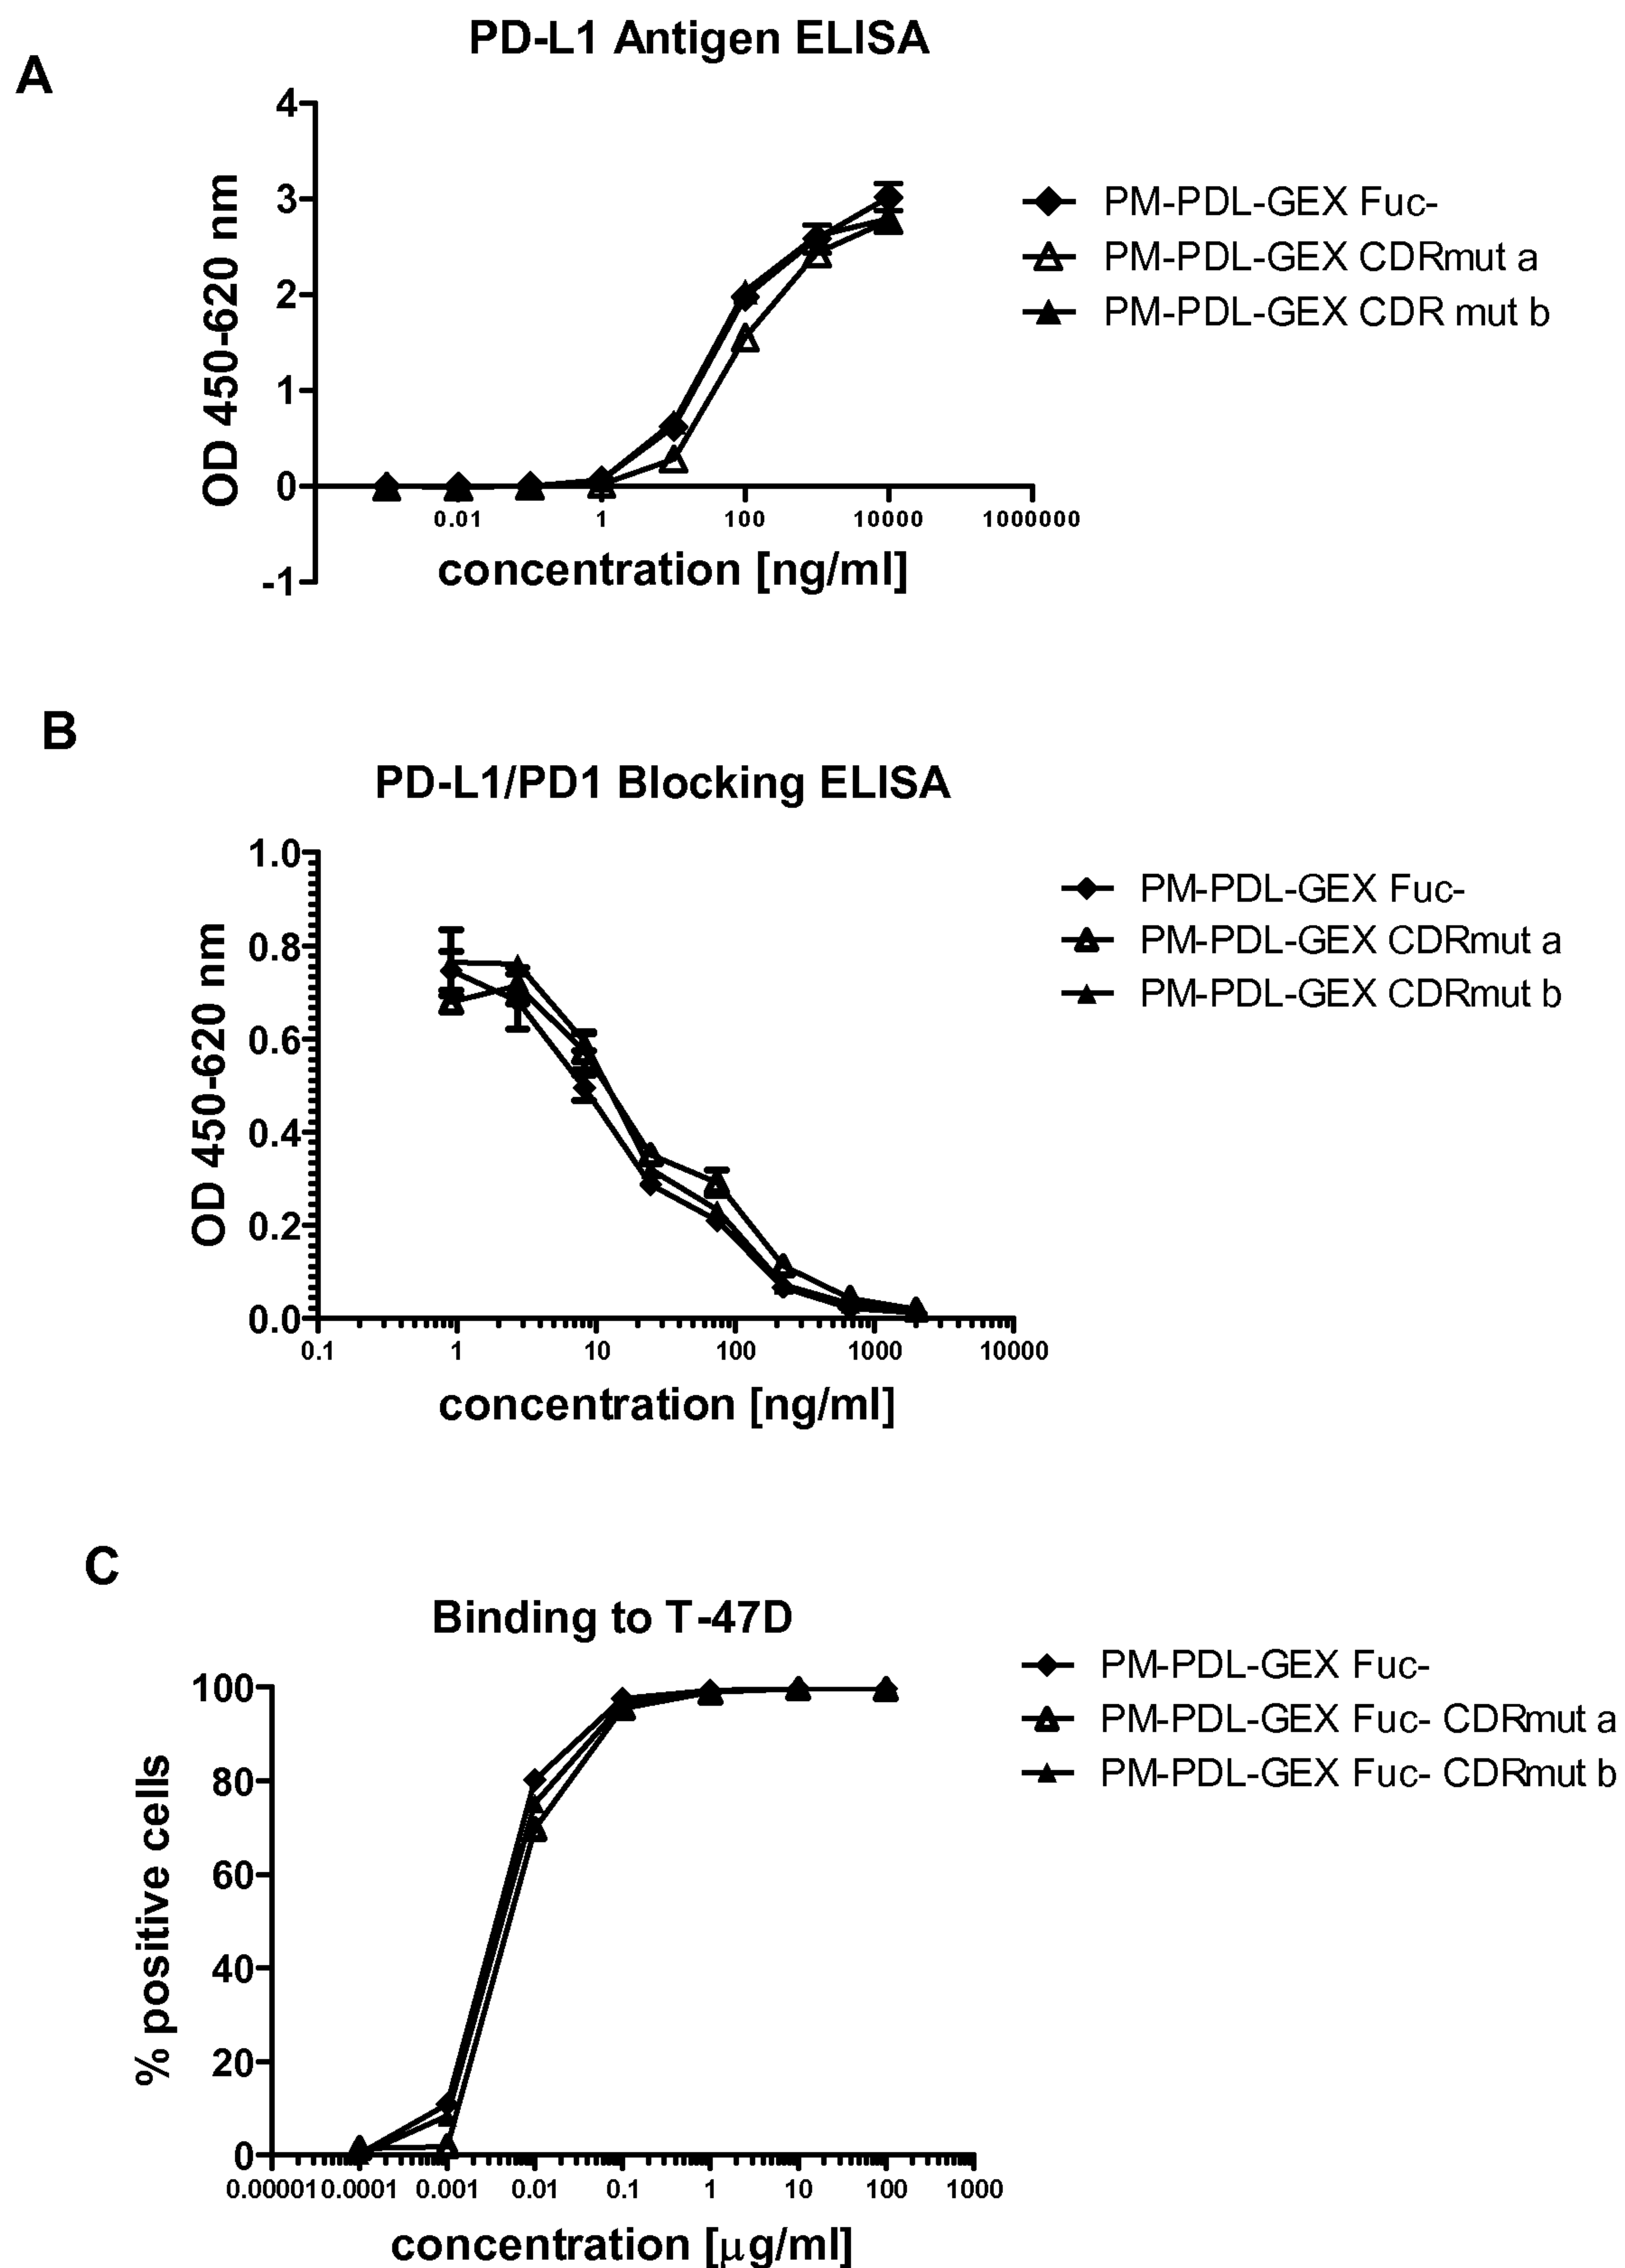 A
PD-L1 Antigen ELISA
4
3
2
1
0
-1
OD 450-620 nm
0.01 1 100 10000 1000000
concentration [ng/ml]
PM-PDL-GEX Fuc-
PM-PDL-GEX CDRmut a
PM-PDL-GEX CDR mut b
B
PD-L1/PD1 Blocking ELISA
1.0
0.8
0.6
0.4
0.2
0.0
OD 450-620 nm
0.1 1 10 100 1000 10000
concentration [ng/ml]
PM-PDL-GEX Fuc-
PM-PDL-GEX CDRmut a
PM-PDL-GEX CDRmut b
C
Binding to T-47D
100
80
60
40
20
0
% positive cells
0.00001 0.0001 0.001 0.01 0.1 1 10 100 1000
concentration [μg/ml]
PM-PDL-GEX Fuc-
PM-PDL-GEX Fuc- CDRmut a
PM-PDL-GEX Fuc- CDRmut b